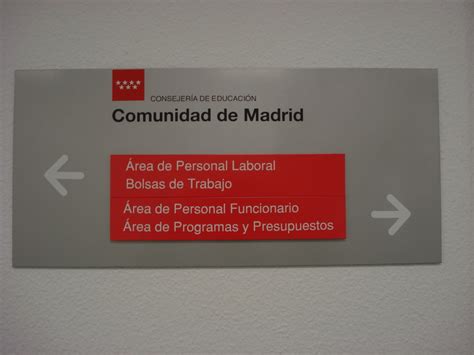 CONSEJERÍA DE EDUCACIÓN
Comunidad de Madrid
Área de Personal Laboral
Bolsas de Trabajo
Área de Personal Funcionario
Área de Programas y Presupuestos